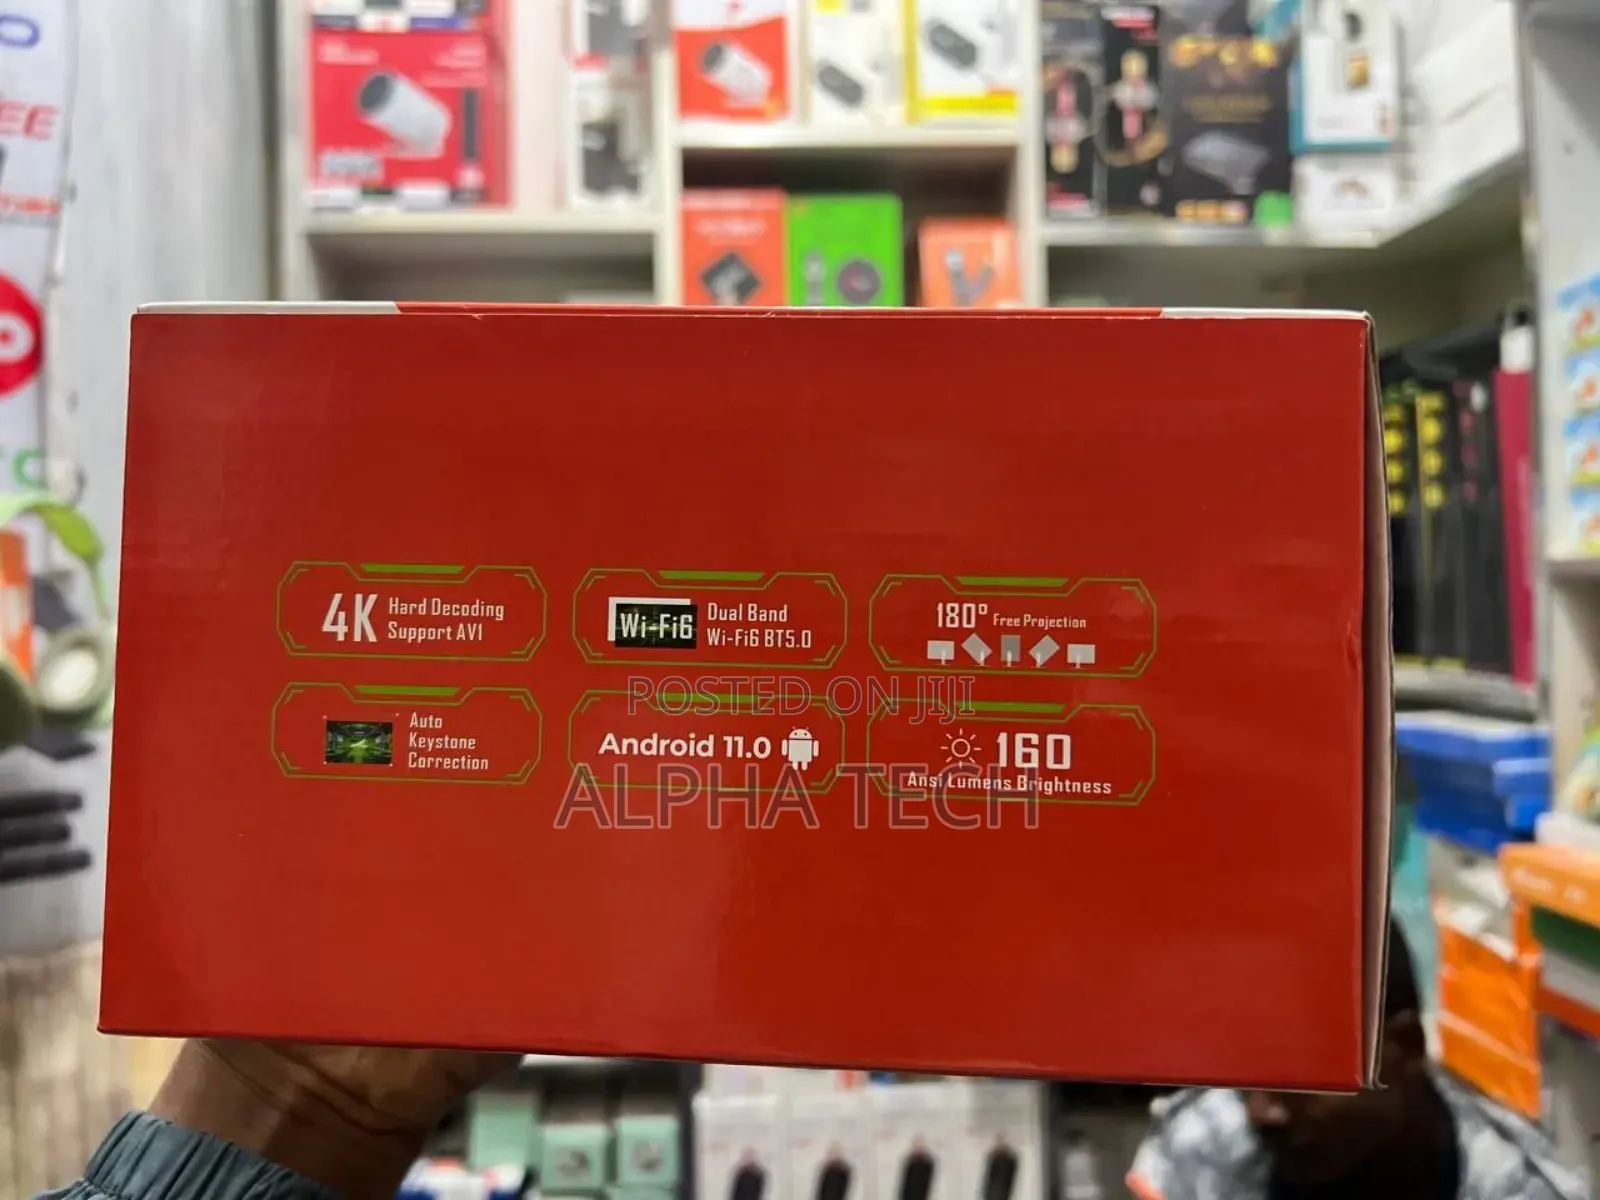 4K Hard Decoding
Support AV1
Wi-Fi6 Dual Band
Wi-Fi6 BT5.0
180° Free Projection
Auto
Keystone
Correction
Android 11.0
160
Ansi Lumens Brightness
POSTED ON JIJI
ALPHA TECH